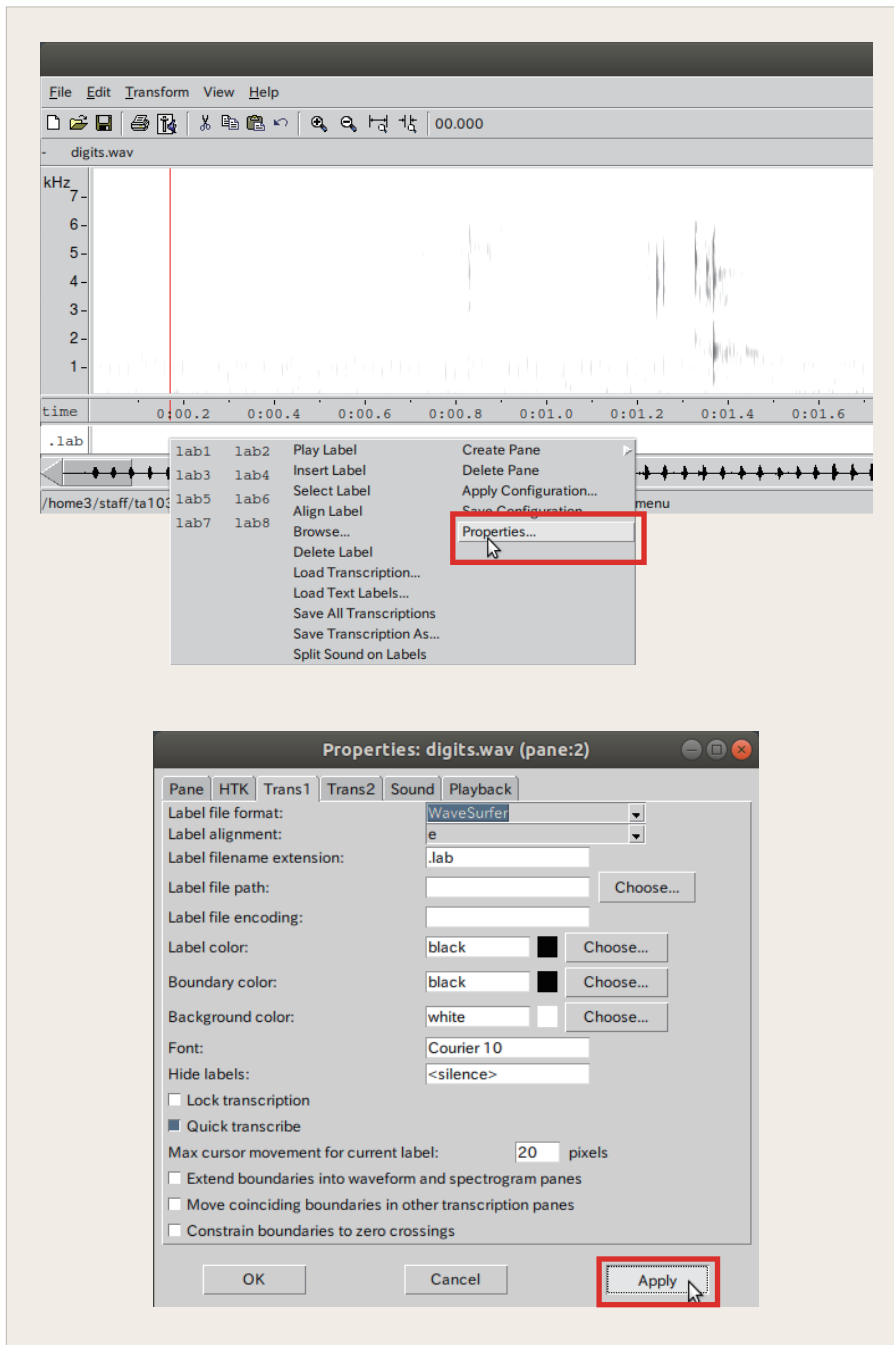 File Edit Transform View Help
00.000
- digits.wav
kHz
7
6
5
4
3
2
1
time 0:00.2 0:00.4 0:00.6 0:00.8 0:01.0 0:01.2 0:01.4 0:01.6
.lab
lab1 lab2 Play Label Create Pane
lab3 lab4 Insert Label Delete Pane
Select Label Apply Configuration...
lab5 lab6 Align Label Save Configuration
lab7 lab8 Browse... Properties...
Delete Label
Load Transcription...
Load Text Labels...
Save All Transcriptions
Save Transcription As...
Split Sound on Labels
/home3/staff/ta103 menu
Properties: digits.wav (pane:2)
Pane HTK Trans1 Trans2 Sound Playback
Label file format: WaveSurfer
Label alignment: e
Label filename extension: .lab
Label file path: Choose...
Label file encoding:
Label color: black Choose...
Boundary color: black Choose...
Background color: white Choose...
Font: Courier 10
Hide labels: <silence>
Lock transcription
Quick transcribe
Max cursor movement for current label: 20 pixels
Extend boundaries into waveform and spectrogram panes
Move coinciding boundaries in other transcription panes
Constrain boundaries to zero crossings
OK Cancel Apply